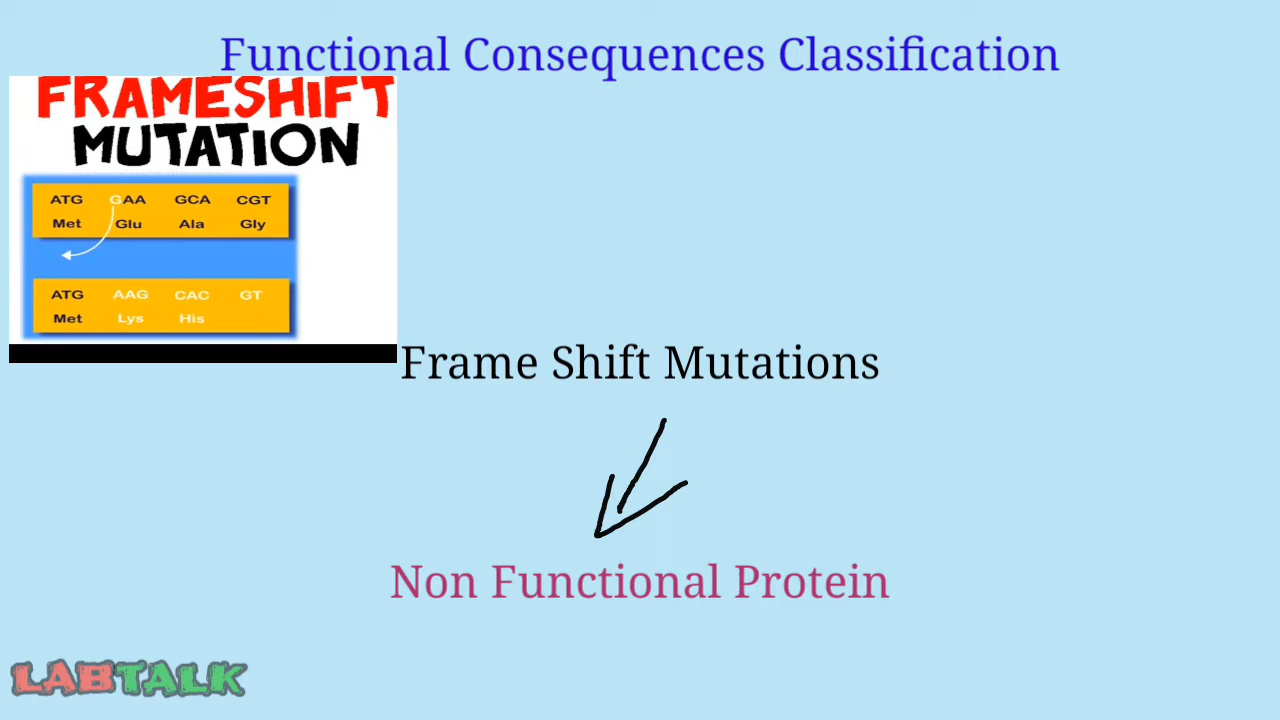 Functional Consequences Classification
FRAMESHIFT
MUTATION
ATG GAA GCA CGT
Met Glu Ala Gly
ATG AAG CAC GT
Met Lys His
Frame Shift Mutations
Non Functional Protein
LABTALK